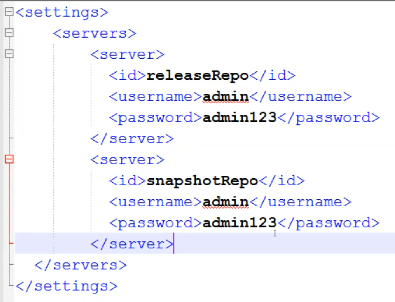 <settings>
<servers>
<server>
<id>releaseRepo</id>
<username>admin</username>
<password>admin123</password>
</server>
<server>
<id>snapshotRepo</id>
<username>admin</username>
<password>admin123</password>
</server>
</servers>
</settings>